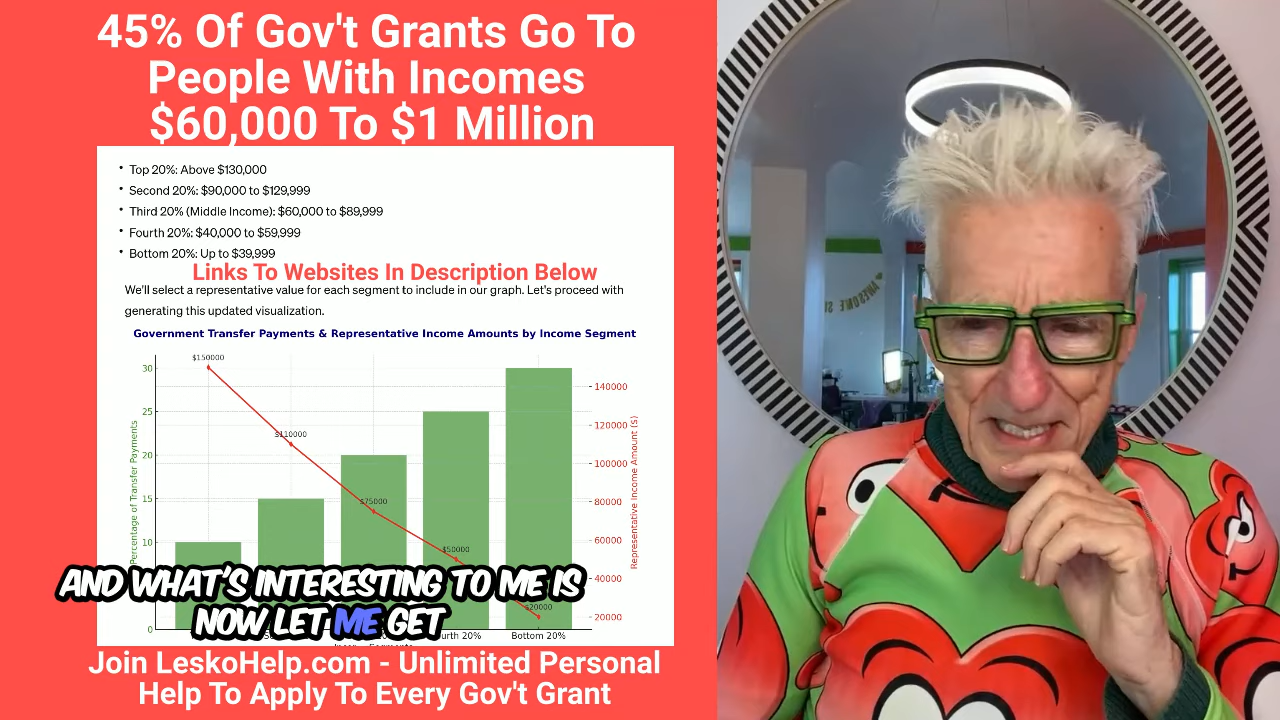 45% Of Gov't Grants Go To
People With Incomes
$60,000 To $1 Million
• Top 20%: Above $130,000
• Second 20%: $90,000 to $129,999
• Third 20% (Middle Income): $60,000 to $89,999
• Fourth 20%: $40,000 to $59,999
• Bottom 20%: Up to $39,999
Links To Websites In Description Below
We'll select a representative value for each segment to include in our graph. Let's proceed with
generating this updated visualization.
Government Transfer Payments & Representative Income Amounts by Income Segment
Percentage of Transfer Payments
30
25
20
15
10
0
$150000
$110000
$75000
$50000
$20000
140000
120000
100000
80000
60000
40000
20000
Representative Income Amount ($)
Fourth 20%
Bottom 20%
AND WHAT'S INTERESTING TO ME IS
NOW LET ME GET
Join LeskoHelp.com - Unlimited Personal
Help To Apply To Every Gov't Grant
AWESOME